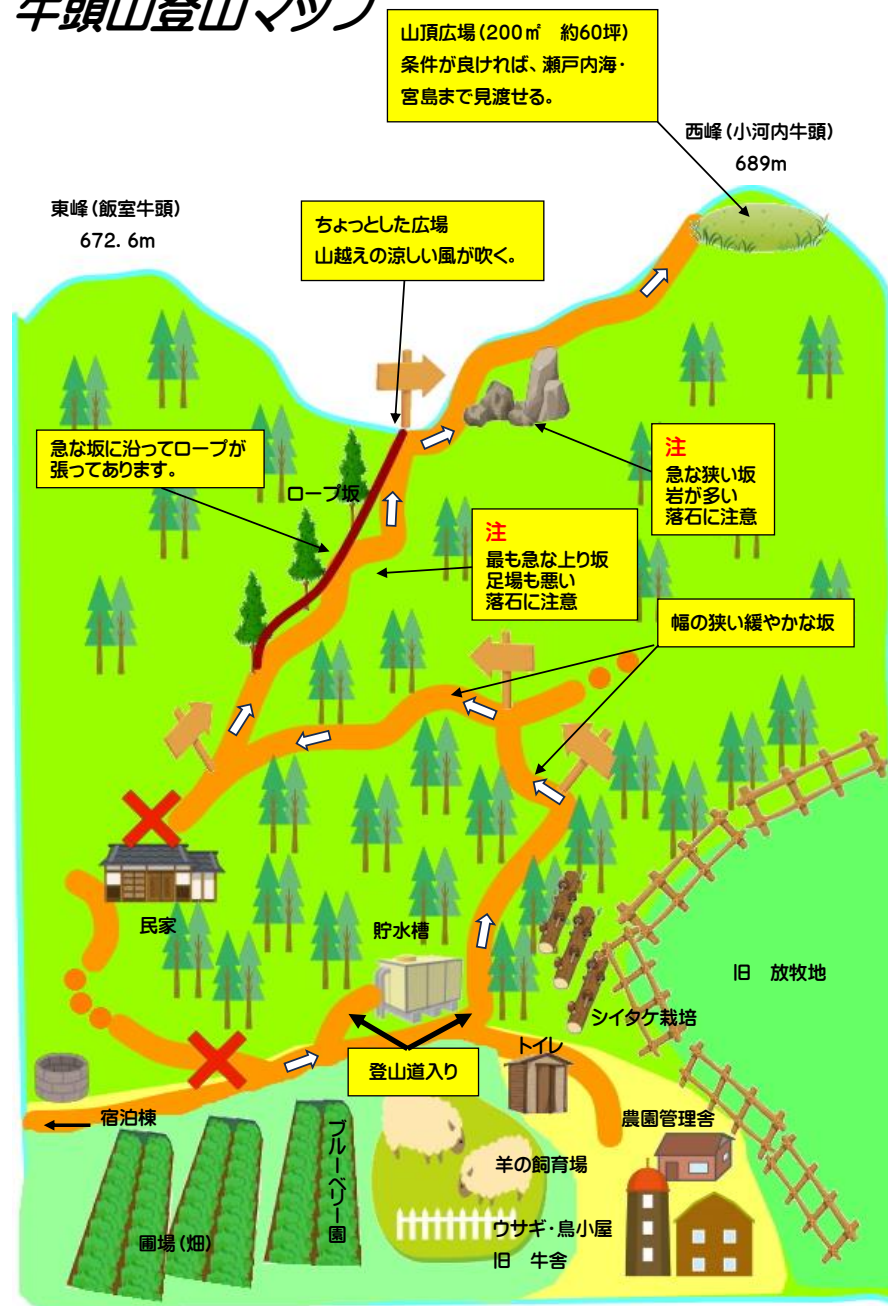 牛頭山登山マップ
山頂広場(200㎡ 約60坪)
条件が良ければ、瀬戸内海・
宮島まで見渡せる。
西峰(小河内牛頭)
689m
東峰(飯室牛頭)
672.6m
ちょっとした広場
山越えの涼しい風が吹く。
急な坂に沿ってロープが
張ってあります。
ロープ坂
注
急な狭い坂
岩が多い
落石に注意
注
最も急な上り坂
足場も悪い
落石に注意
幅の狭い緩やかな坂
民家
貯水槽
旧 放牧地
シイタケ栽培
登山道入り
トイレ
宿泊棟
農園管理舎
ブルーベリー園
羊の飼育場
圃場(畑)
ウサギ・鳥小屋
旧 牛舎